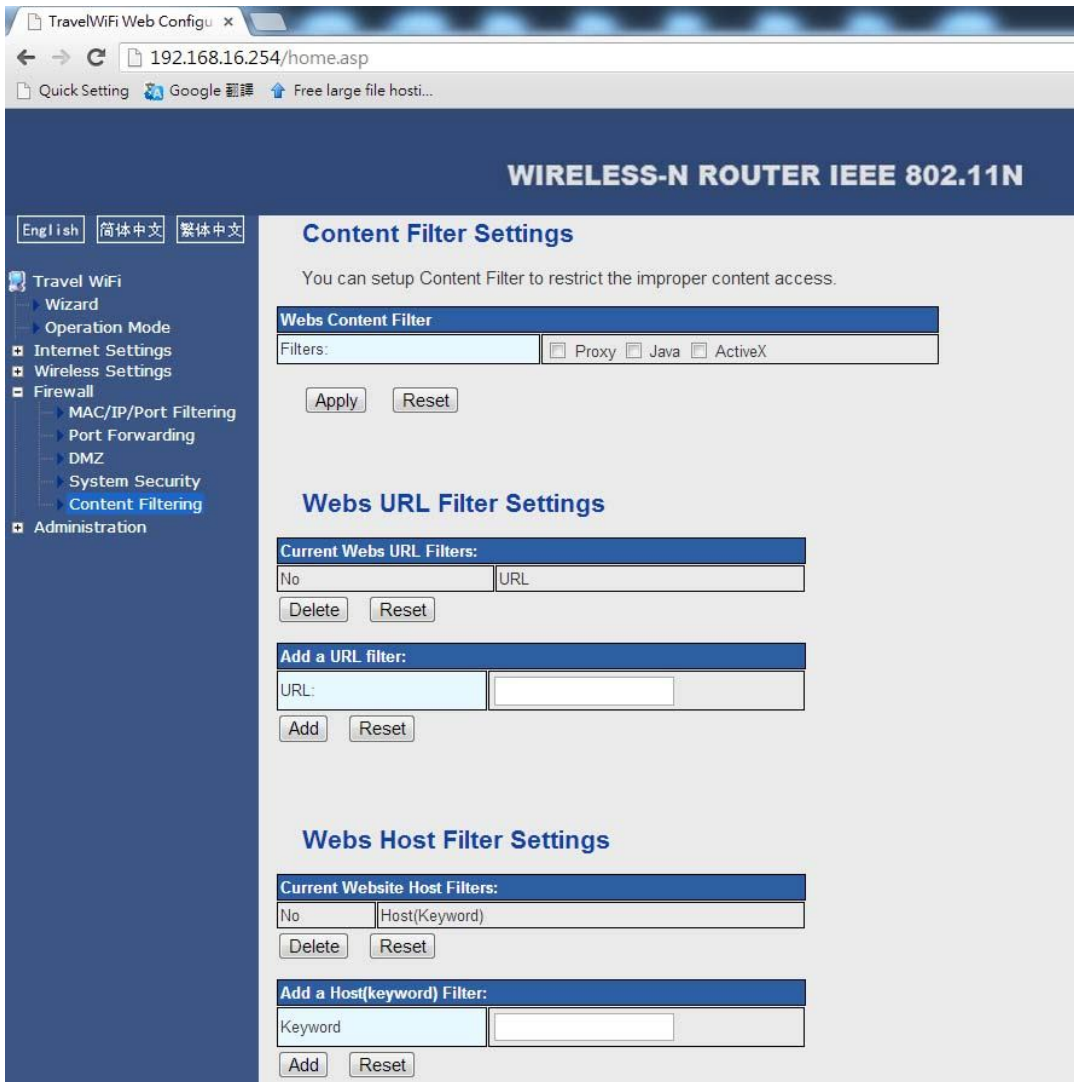 TravelWiFi Web Configu ×
192.168.16.254/home.asp
Quick Setting Google 翻譯 Free large file hosti...
WIRELESS-N ROUTER IEEE 802.11N
English 简体中文 繁体中文
Travel WiFi
Wizard
Operation Mode
Internet Settings
Wireless Settings
Firewall
MAC/IP/Port Filtering
Port Forwarding
DMZ
System Security
Content Filtering
Administration
Content Filter Settings
You can setup Content Filter to restrict the improper content access.
Webs Content Filter
Filters: Proxy Java ActiveX
Apply Reset
Webs URL Filter Settings
Current Webs URL Filters:
No URL
Delete Reset
Add a URL filter:
URL:
Add Reset
Webs Host Filter Settings
Current Website Host Filters:
No Host(Keyword)
Delete Reset
Add a Host(keyword) Filter:
Keyword
Add Reset